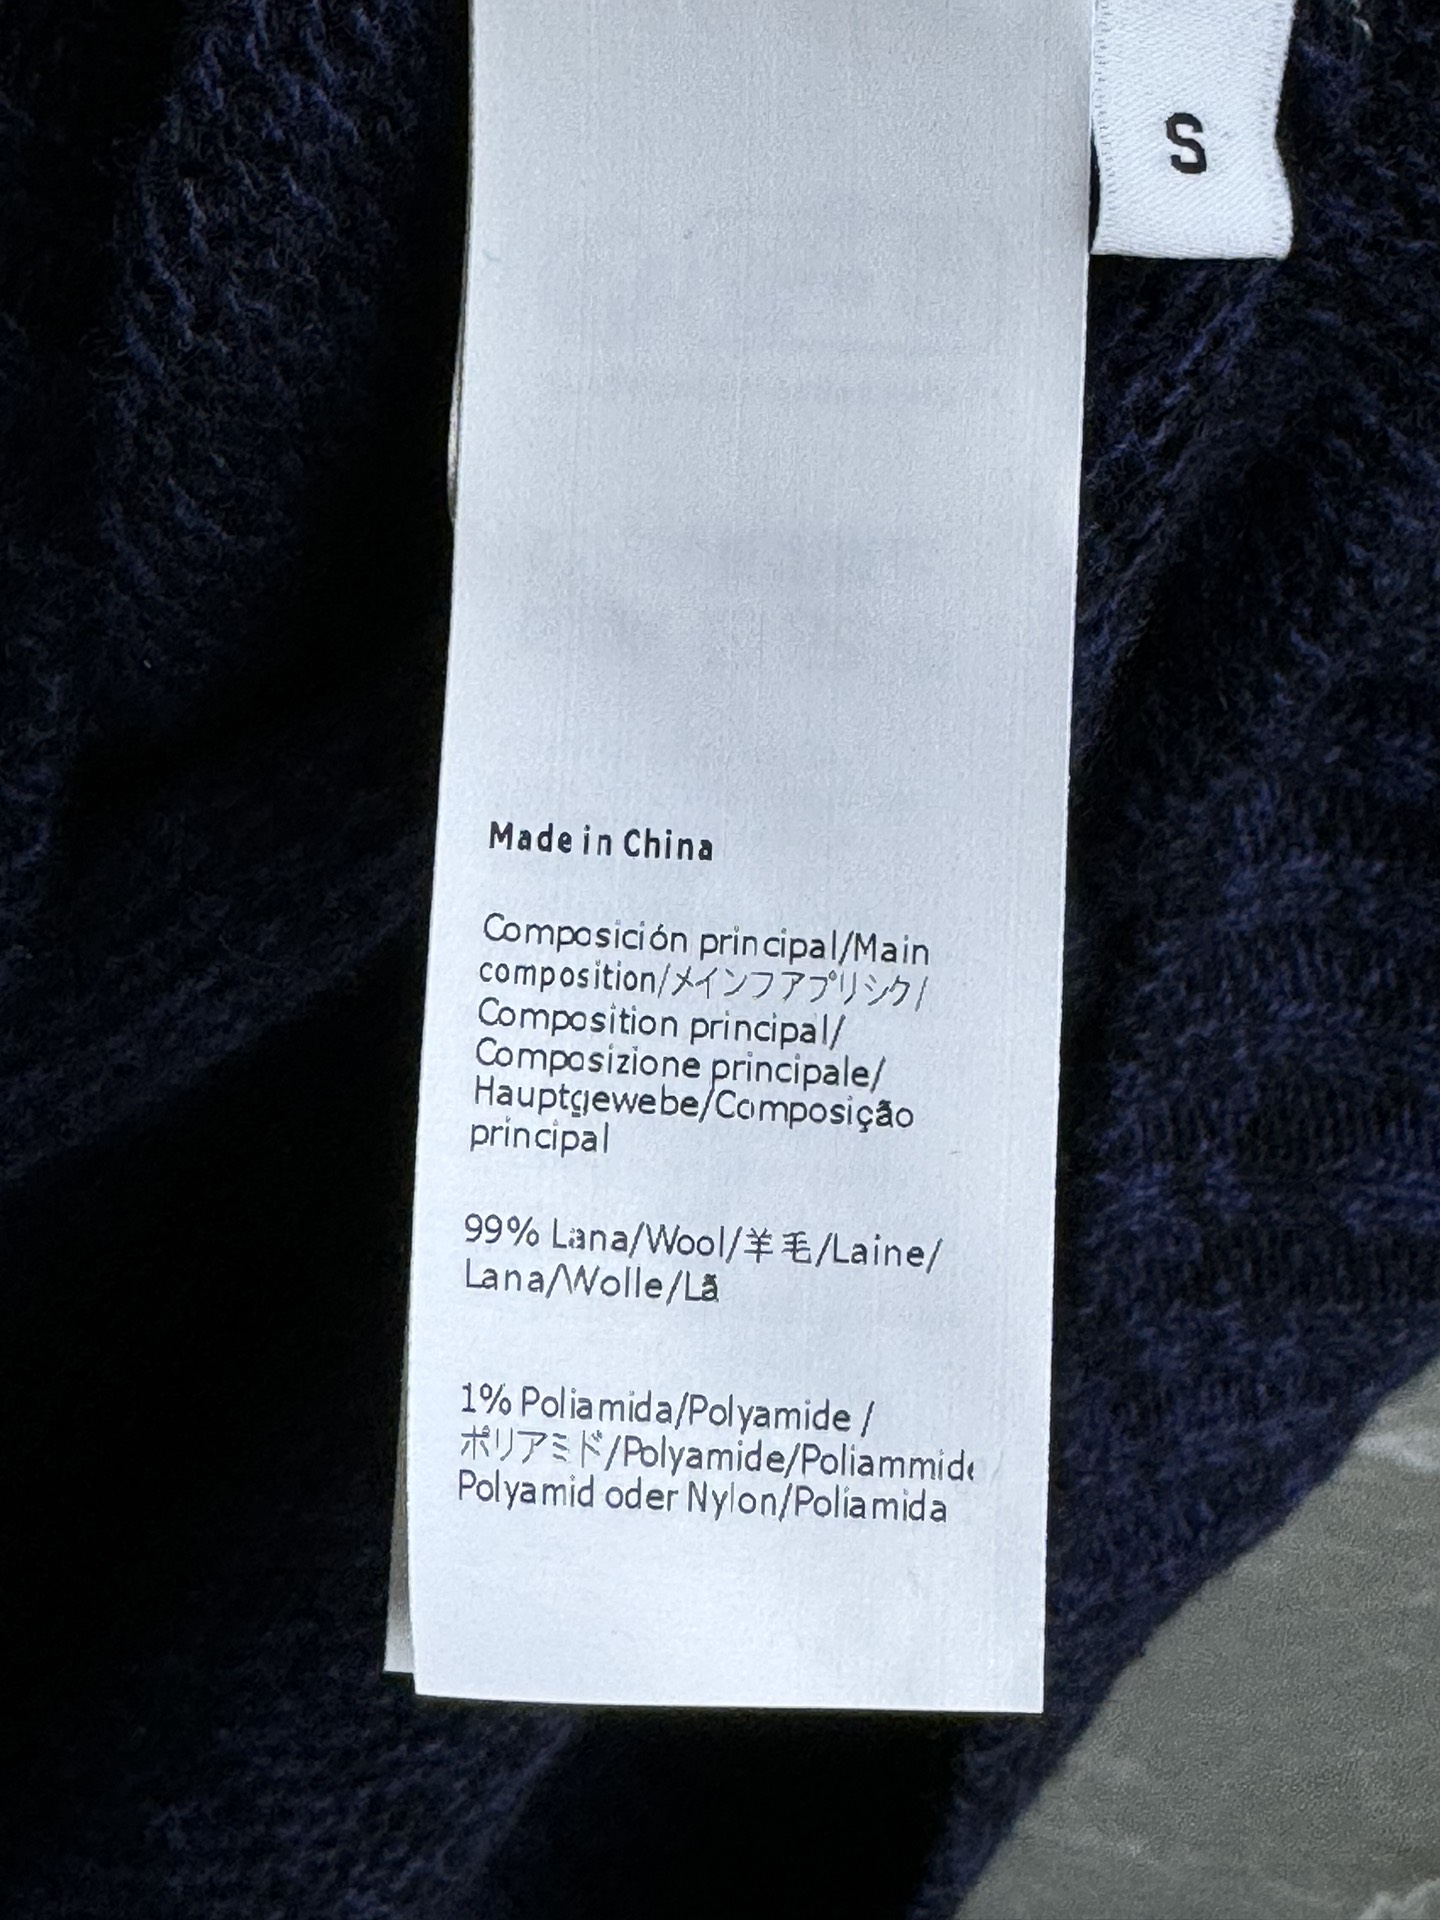 S
Made in China
Composición principal/Main
composition/メインフアプリシク/
Composition principal/
Composizione principale/
Hauptgewebe/Composição
principal
99% Lana/Wool/羊毛/Laine/
Lana/Wolle/Lã
1% Poliamida/Polyamide /
ポリアミド/Polyamide/Poliammide
Polyamid oder Nylon/Poliamida